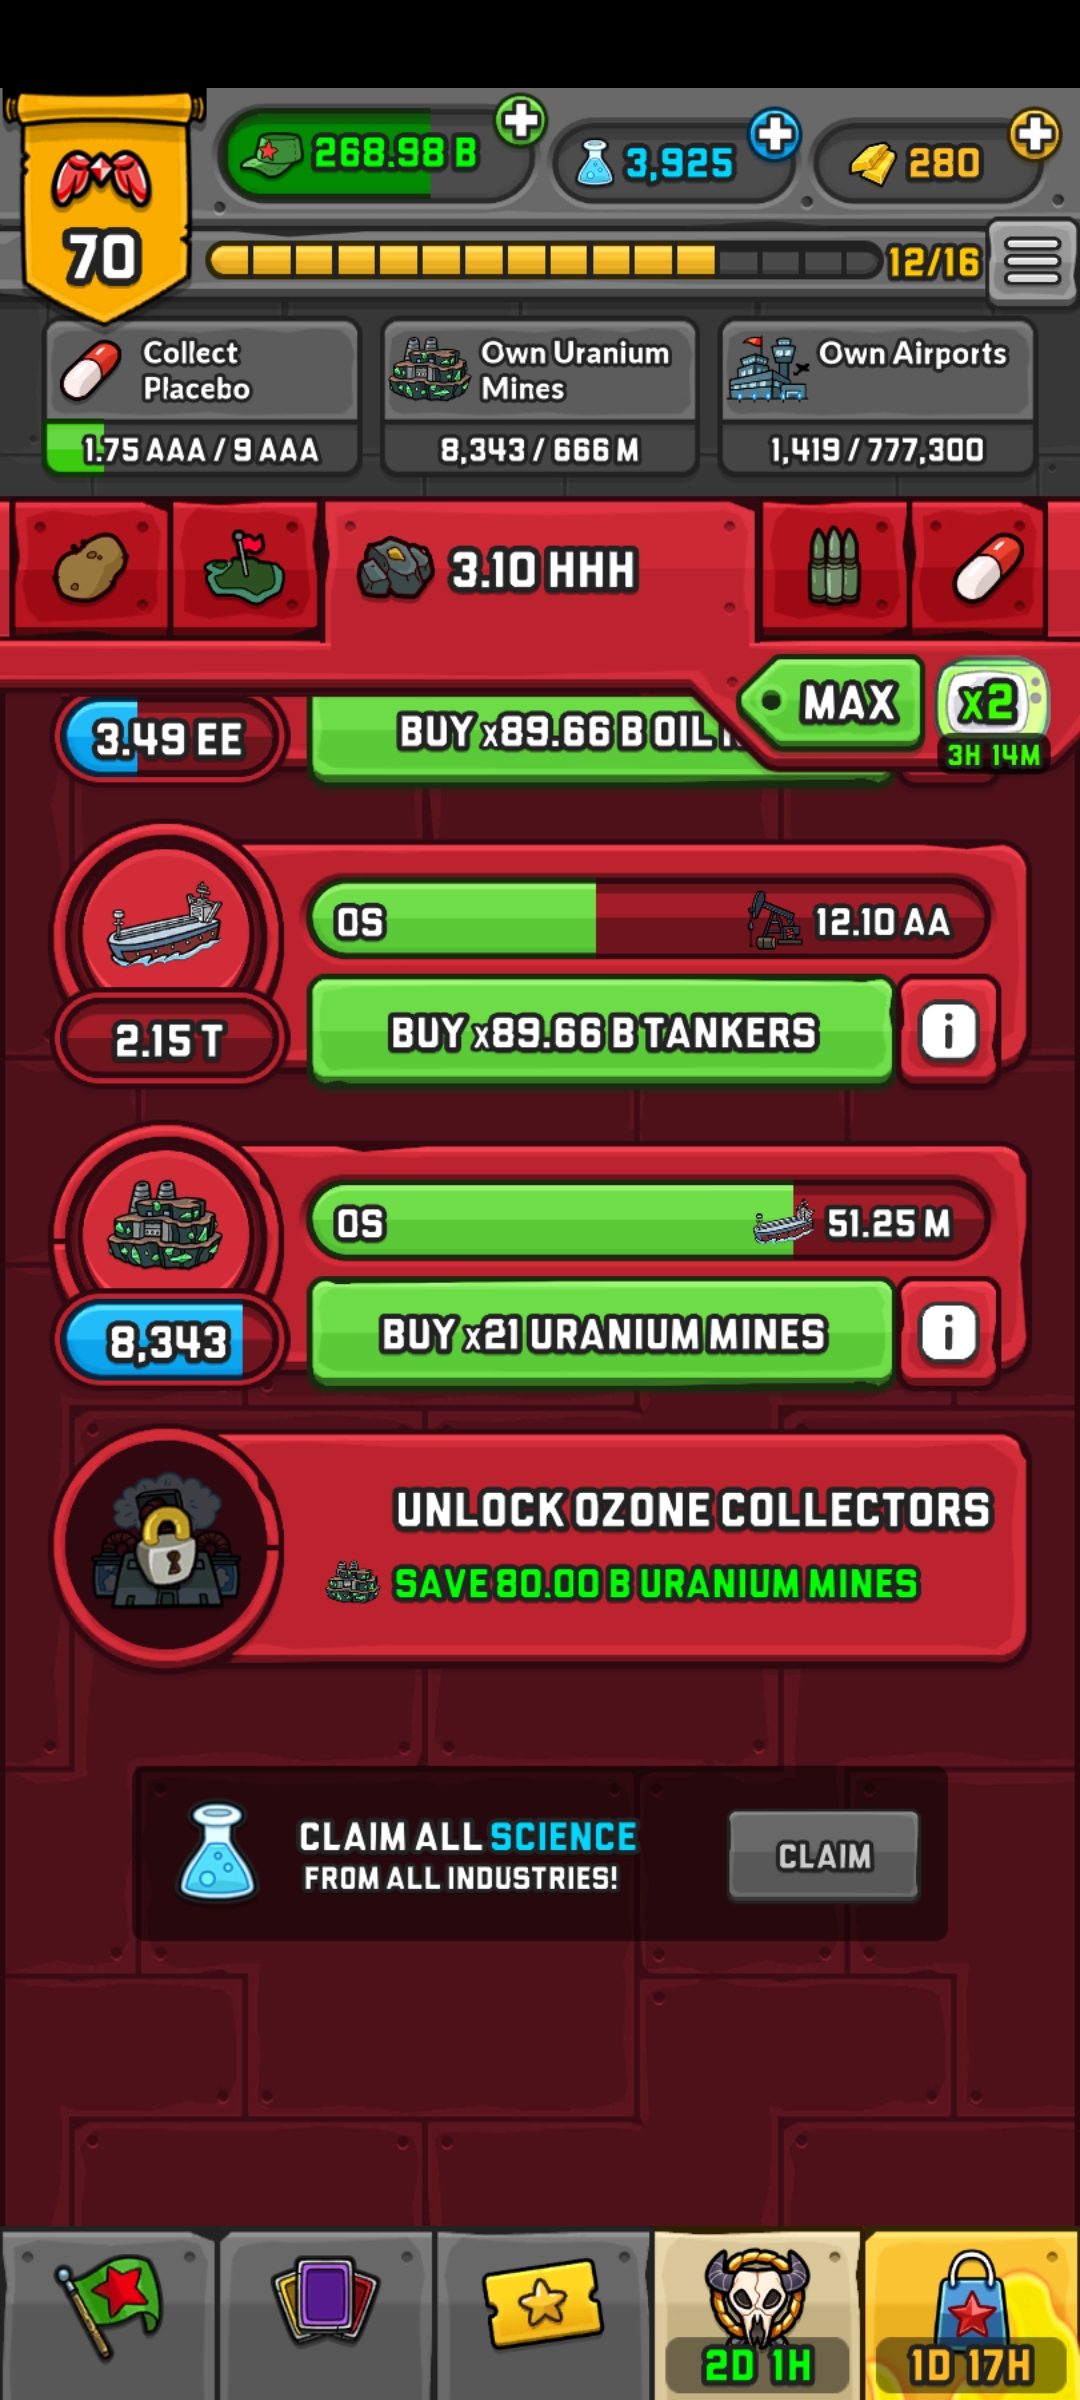 268.98 B
3,925
280
70
12/16
Collect
Placebo
Own Uranium
Mines
Own Airports
1.75 AAA / 9 AAA
8,343 / 666 M
1,419 / 777,300
3.10 HHH
MAX
x2
3H 14M
3.49 EE
BUY x89.66 B OIL
0S
12.10 AA
2.15 T
BUY x89.66 B TANKERS
i
0S
51.25 M
8,343
BUY x21 URANIUM MINES
i
UNLOCK OZONE COLLECTORS
SAVE 80.00 B URANIUM MINES
CLAIM ALL SCIENCE
FROM ALL INDUSTRIES!
CLAIM
2D 1H
1D 17H